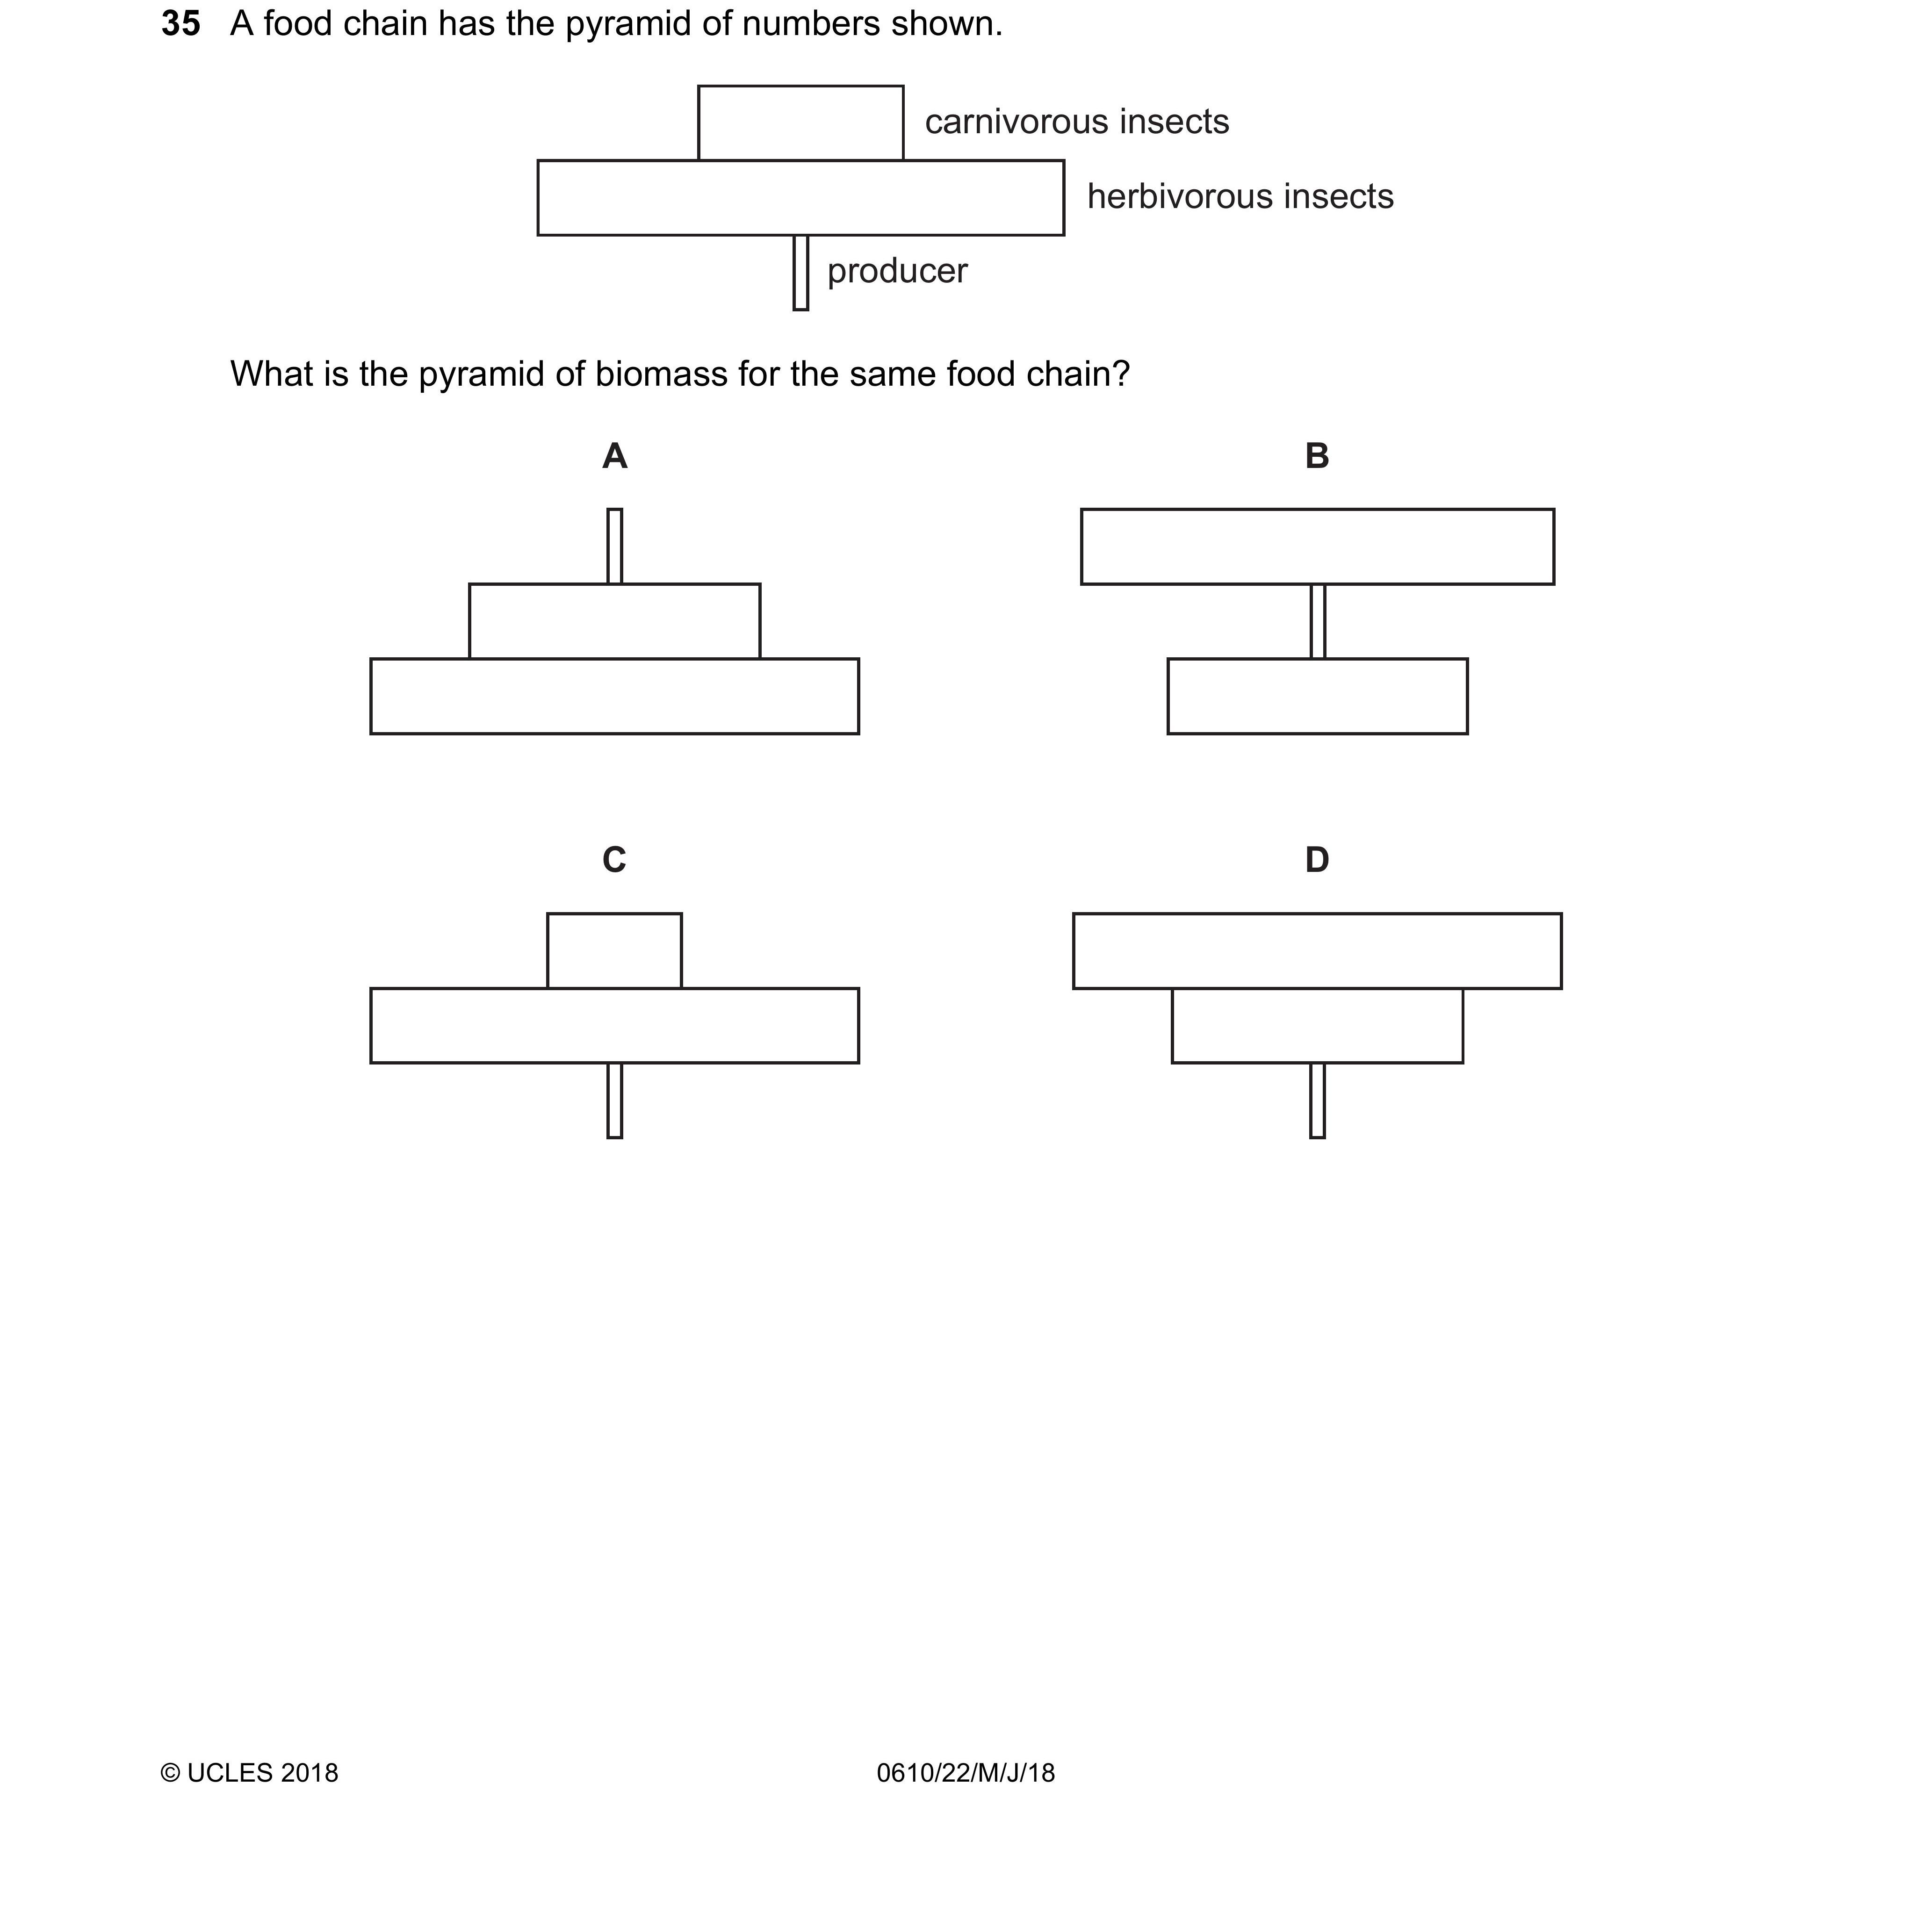 35 A food chain has the pyramid of numbers shown.
carnivorous insects
herbivorous insects
producer
What is the pyramid of biomass for the same food chain?
A B
C D
© UCLES 2018 0610/22/M/J/18